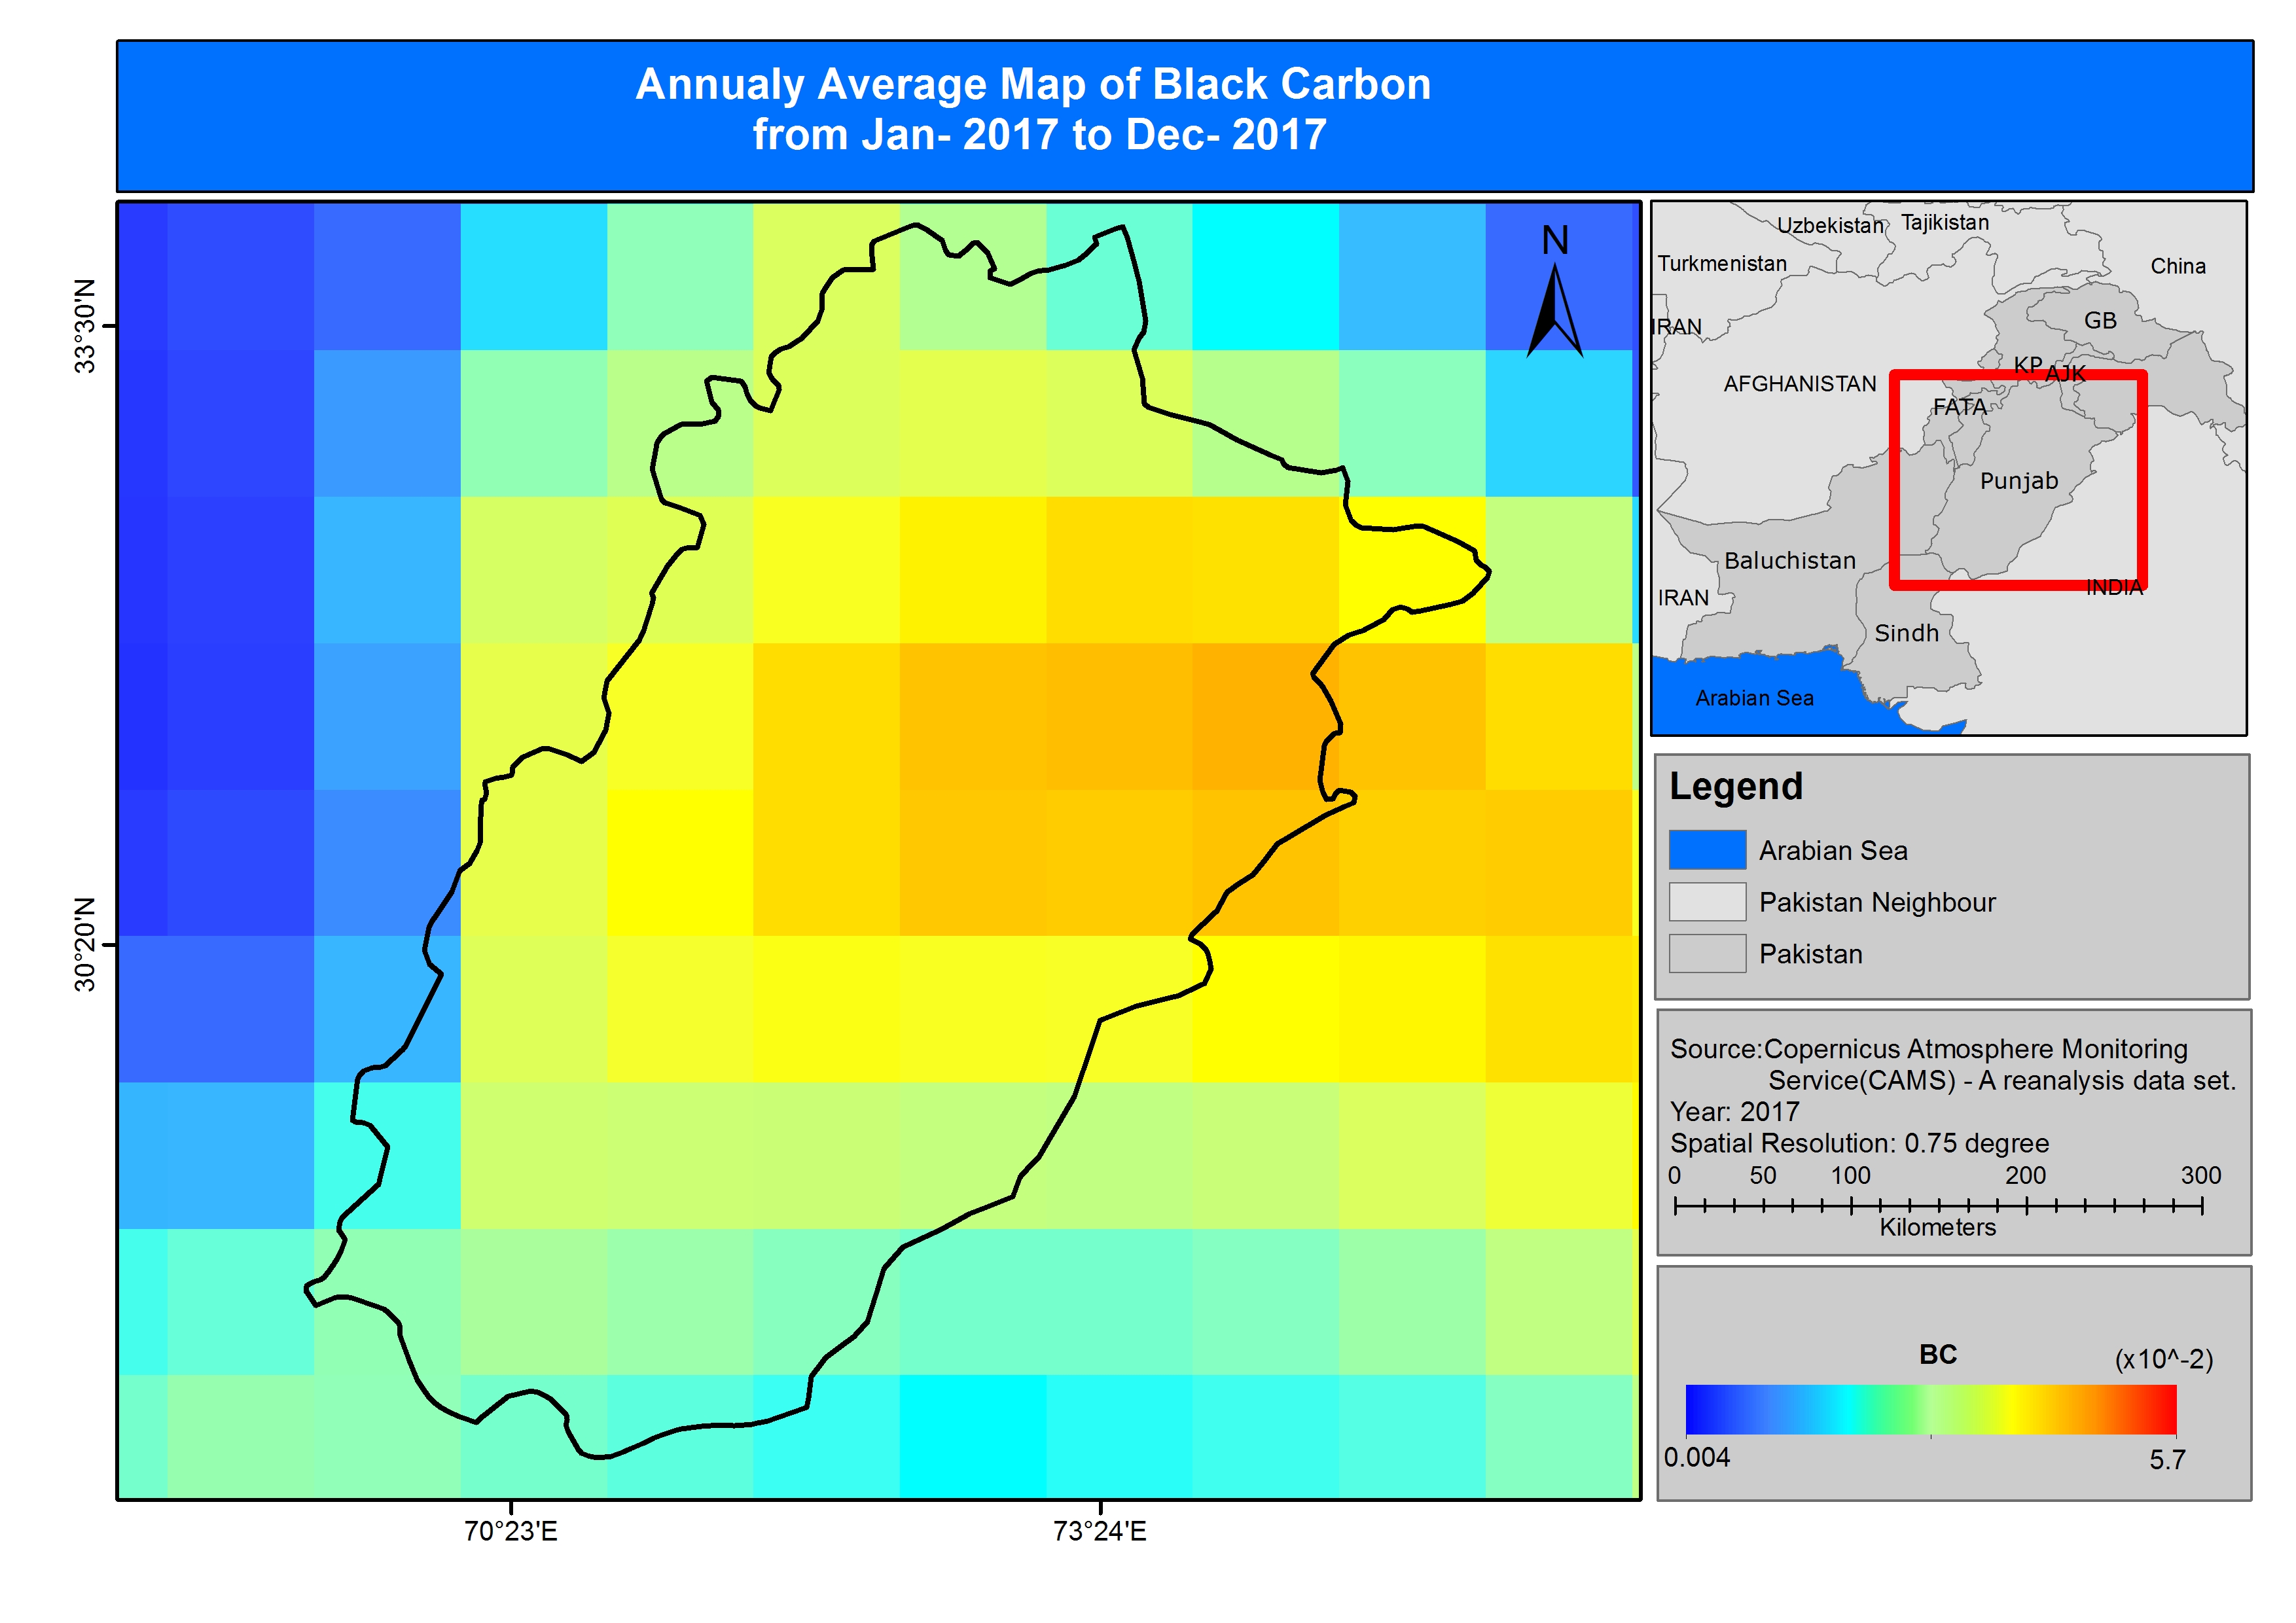 Annualy Average Map of Black Carbon
from Jan- 2017 to Dec- 2017
N
33°30'N
30°20'N
70°23'E
73°24'E
Uzbekistan
Tajikistan
Turkmenistan
China
IRAN
GB
KP
AJK
AFGHANISTAN
FATA
Punjab
Baluchistan
IRAN
INDIA
Sindh
Arabian Sea
Legend
Arabian Sea
Pakistan Neighbour
Pakistan
Source:Copernicus Atmosphere Monitoring
Service(CAMS) - A reanalysis data set.
Year: 2017
Spatial Resolution: 0.75 degree
0 50 100 200 300
Kilometers
BC (x10^-2)
0.004 5.7